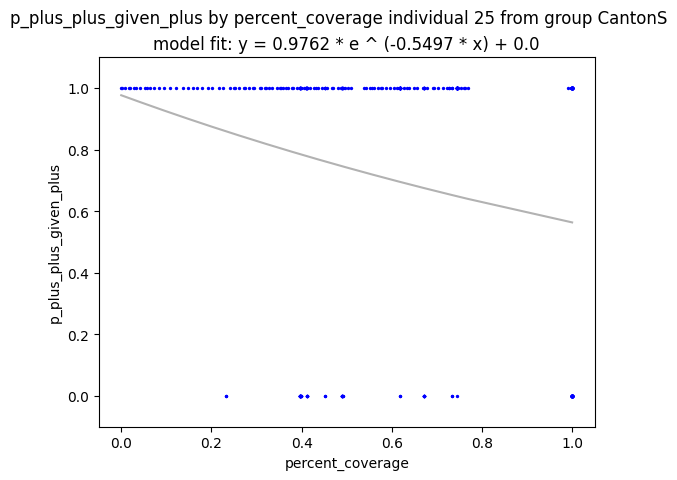 p_plus_plus_given_plus by percent_coverage individual 25 from group CantonS
model fit: y = 0.9762 * e ^ (-0.5497 * x) + 0.0
1.0
0.8
0.6
0.4
0.2
0.0
p_plus_plus_given_plus
0.0 0.2 0.4 0.6 0.8 1.0
percent_coverage